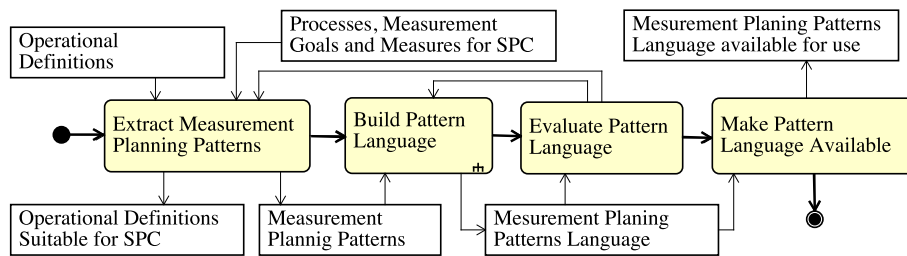 Operational
Definitions
Processes, Measurement
Goals and Measures for SPC
Mesurement Planing Patterns
Language available for use
Extract Measurement
Planning Patterns
Build Pattern
Language
Evaluate Pattern
Language
Make Pattern
Language Available
Operational Definitions
Suitable for SPC
Measurement
Plannig Patterns
Mesurement Planing
Patterns Language